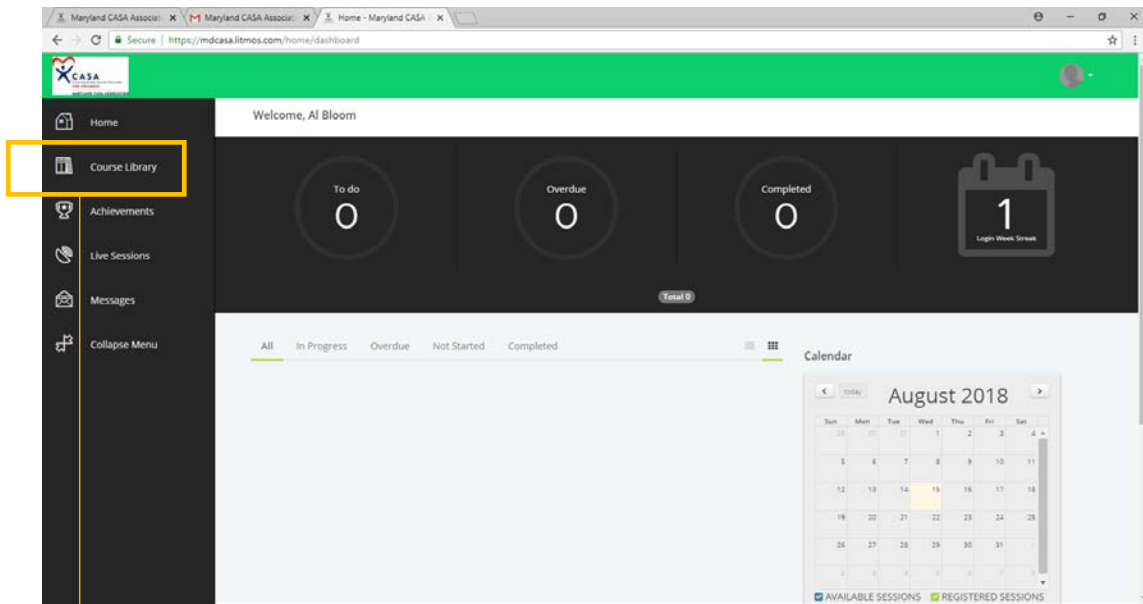 Maryland CASA Associat
Maryland CASA Associat
Home - Maryland CASA
Secure | https://mdcasa.litmos.com/home/dashboard
CASA
Home
Course Library
Achievements
Live Sessions
Messages
Collapse Menu
Welcome, Al Bloom
To do
0
Overdue
0
Completed
0
1
Login Week Streak
Total 0
All In Progress Overdue Not Started Completed
Calendar
today August 2018
Sun Mon Tue Wed Thu Fri Sat
29 30 31 1 2 3 4
5 6 7 8 9 10 11
12 13 14 15 16 17 18
19 20 21 22 23 24 25
26 27 28 29 30 31
AVAILABLE SESSIONS REGISTERED SESSIONS